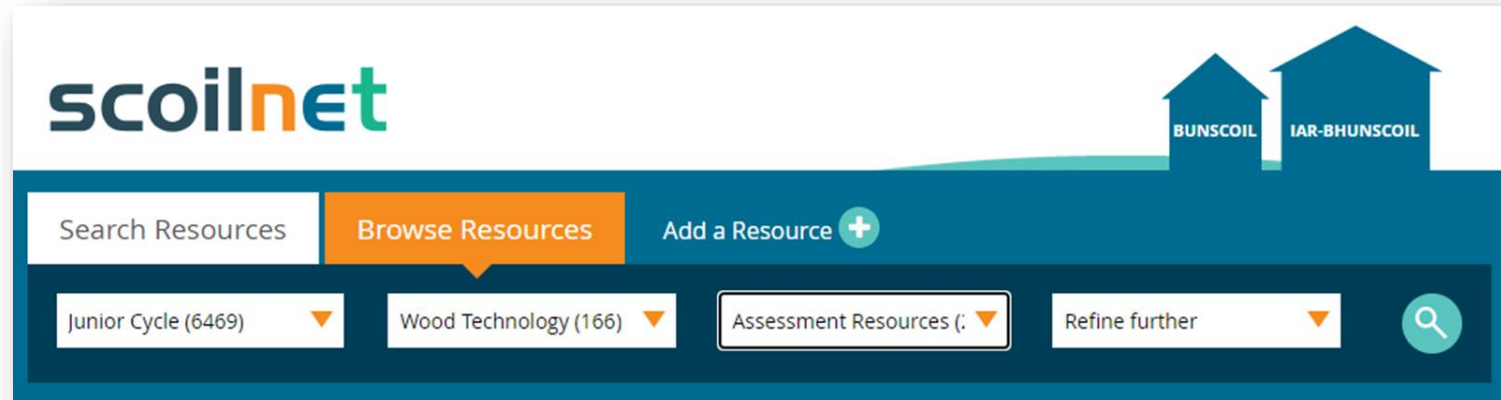 scoilnet
BUNSCOIL IAR-BHUNSCOIL
Search Resources Browse Resources Add a Resource
Junior Cycle (6469) Wood Technology (166) Assessment Resources ( Refine further